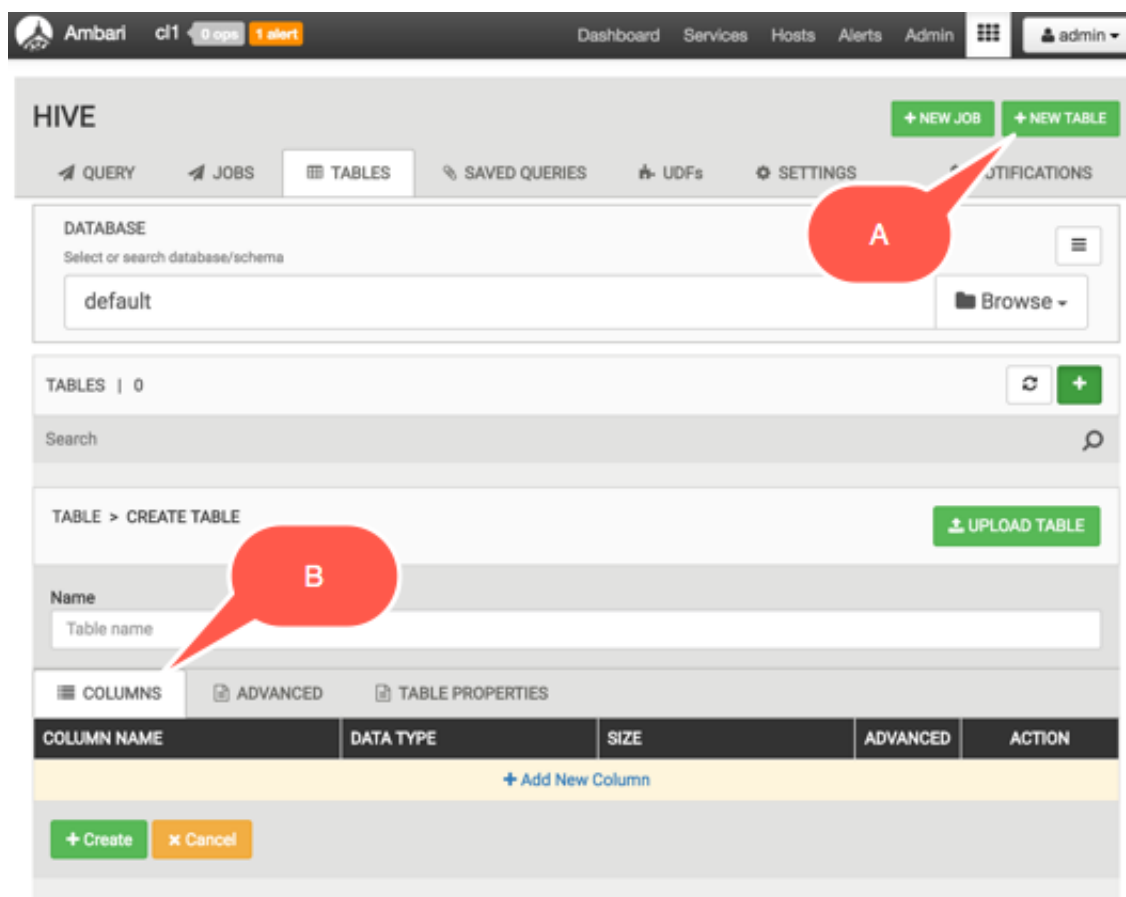 Ambari cl1 0 ops 1 alert Dashboard Services Hosts Alerts Admin admin
HIVE + NEW JOB + NEW TABLE
QUERY JOBS TABLES SAVED QUERIES UDFs SETTINGS OTIFICATIONS
DATABASE
A
Select or search database/schema
default Browse
TABLES | 0 +
Search
TABLE > CREATE TABLE UPLOAD TABLE
B
Name
Table name
COLUMNS ADVANCED TABLE PROPERTIES
COLUMN NAME DATA TYPE SIZE ADVANCED ACTION
+ Add New Column
+ Create × Cancel